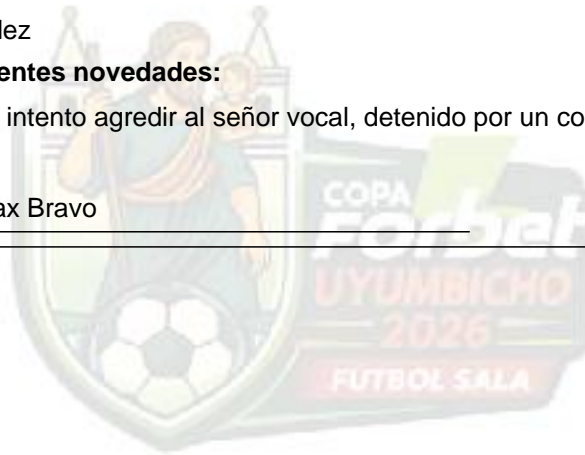 lez
entes novedades:
intento agredir al señor vocal, detenido por un co
ax Bravo
COPA
Forbet
UYUMBICHO
2026
FUTBOL SALA